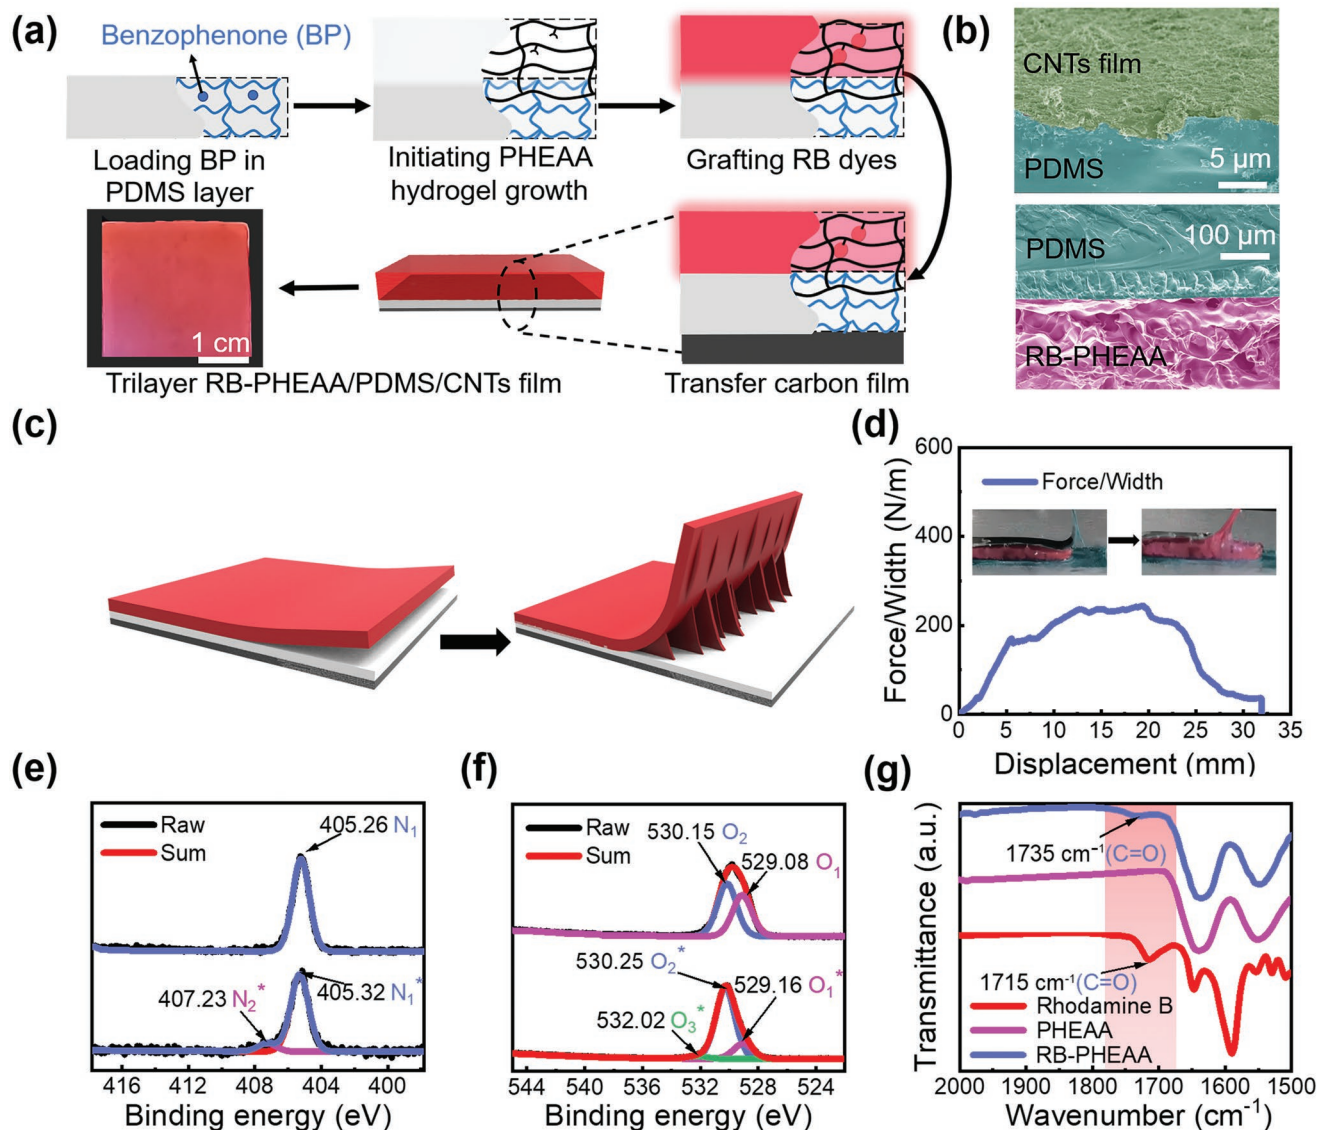 (a)
Benzophenone (BP)
Loading BP in
PDMS layer
Initiating PHEAA
hydrogel growth
Grafting RB dyes
1 cm
Trilayer RB-PHEAA/PDMS/CNTs film
Transfer carbon film
(b)
CNTs film
PDMS
5 µm
PDMS
100 µm
RB-PHEAA
(c)
(d)
Force/Width (N/m)
600
400
200
0
Force/Width
0 5 10 15 20 25 30 35
Displacement (mm)
(e)
Raw
Sum
405.26 N₁
407.23 N₂*
405.32 N₁*
416 412 408 404 400
Binding energy (eV)
(f)
Raw
Sum
530.15 O₂
529.08 O₁
530.25 O₂*
529.16 O₁*
532.02 O₃*
544 540 536 532 528 524
Binding energy (eV)
(g)
Transmittance (a.u.)
1735 cm⁻¹(C=O)
1715 cm⁻¹(C=O)
Rhodamine B
PHEAA
RB-PHEAA
2000 1900 1800 1700 1600 1500
Wavenumber (cm⁻¹)